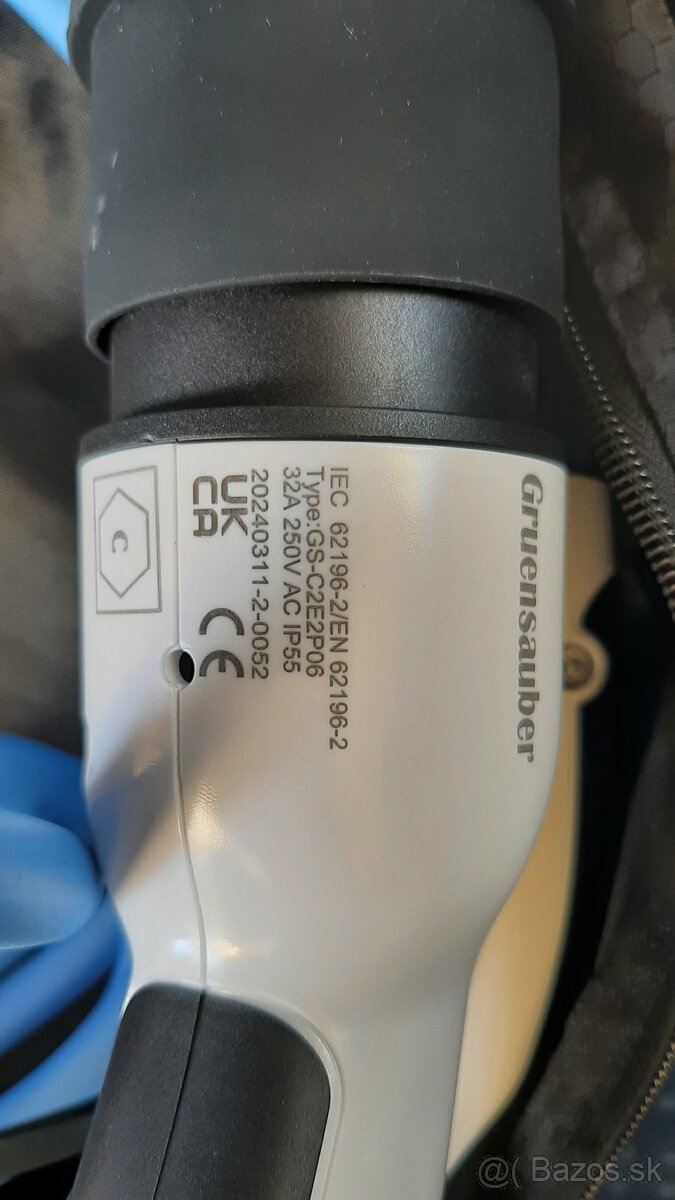 Gruensauber
IEC 62196-2/EN 62196-2
Type:GS-C2E2P06
32A 250V AC IP55
20240311-2-0052
UK
CA
CE
C
@( Bazos.sk